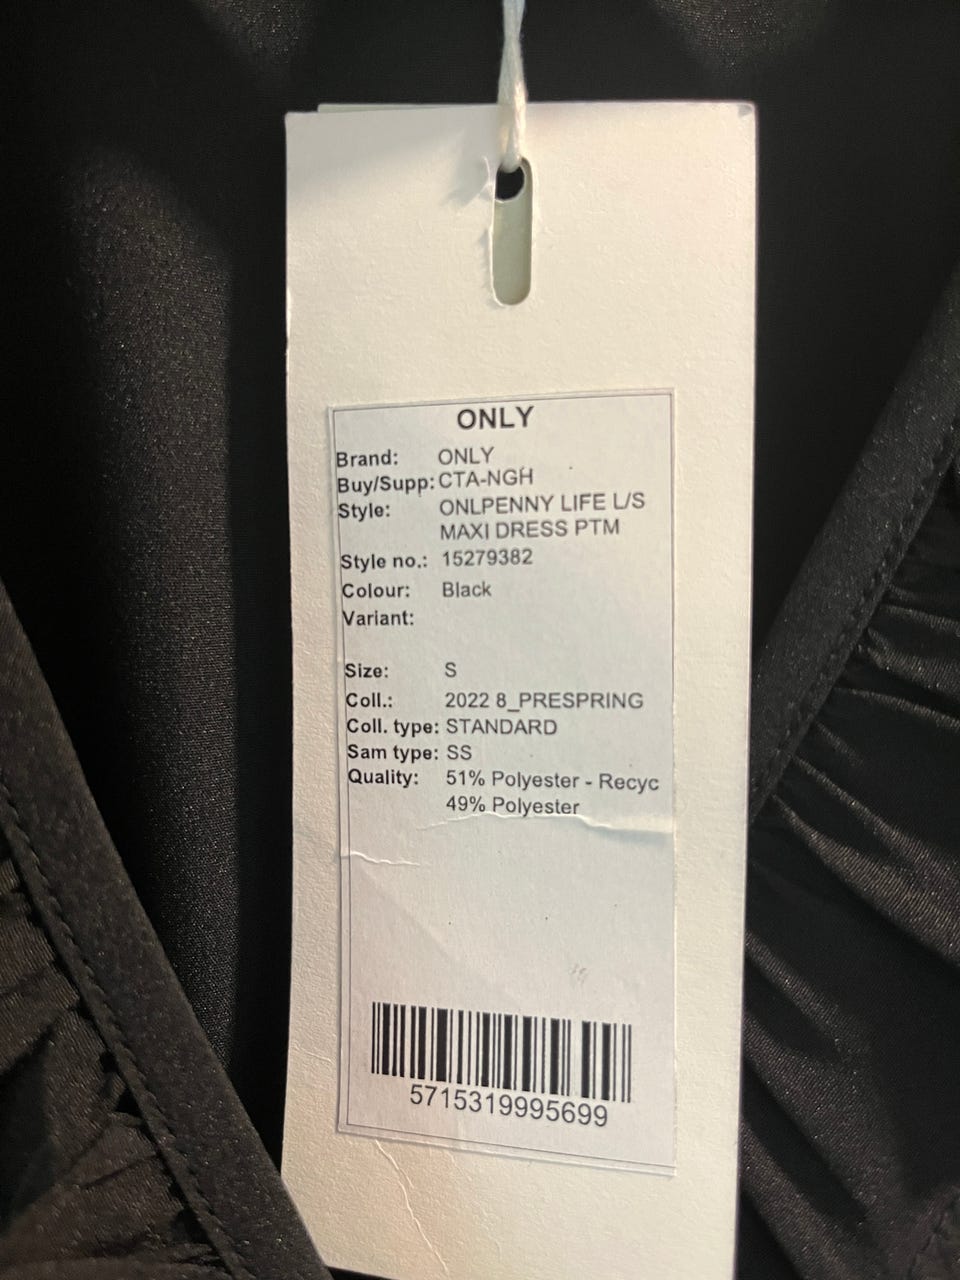 ONLY
Brand: ONLY
Buy/Supp: CTA-NGH
Style: ONLPENNY LIFE L/S
MAXI DRESS PTM
Style no.: 15279382
Colour: Black
Variant:
Size: S
Coll.: 2022 8_PRESPRING
Coll. type: STANDARD
Sam type: SS
Quality: 51% Polyester - Recyc
49% Polyester
5715319995699